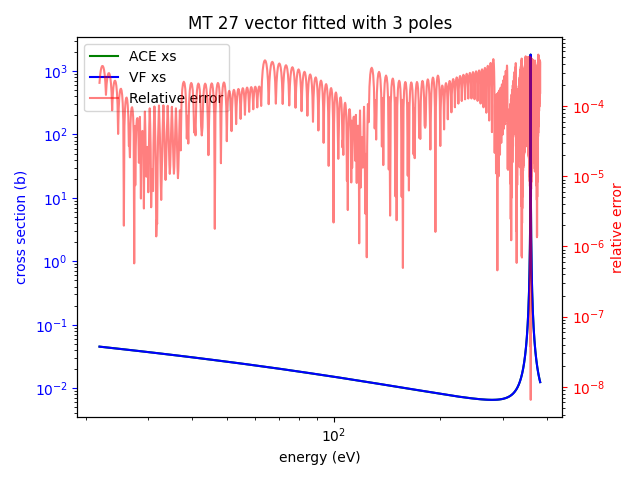 MT 27 vector fitted with 3 poles
ACE xs
VF xs
Relative error
cross section (b)
10³
10²
10¹
10⁰
10⁻¹
10⁻²
10⁻⁴
10⁻⁵
10⁻⁶
10⁻⁷
10⁻⁸
relative error
10²
energy (eV)